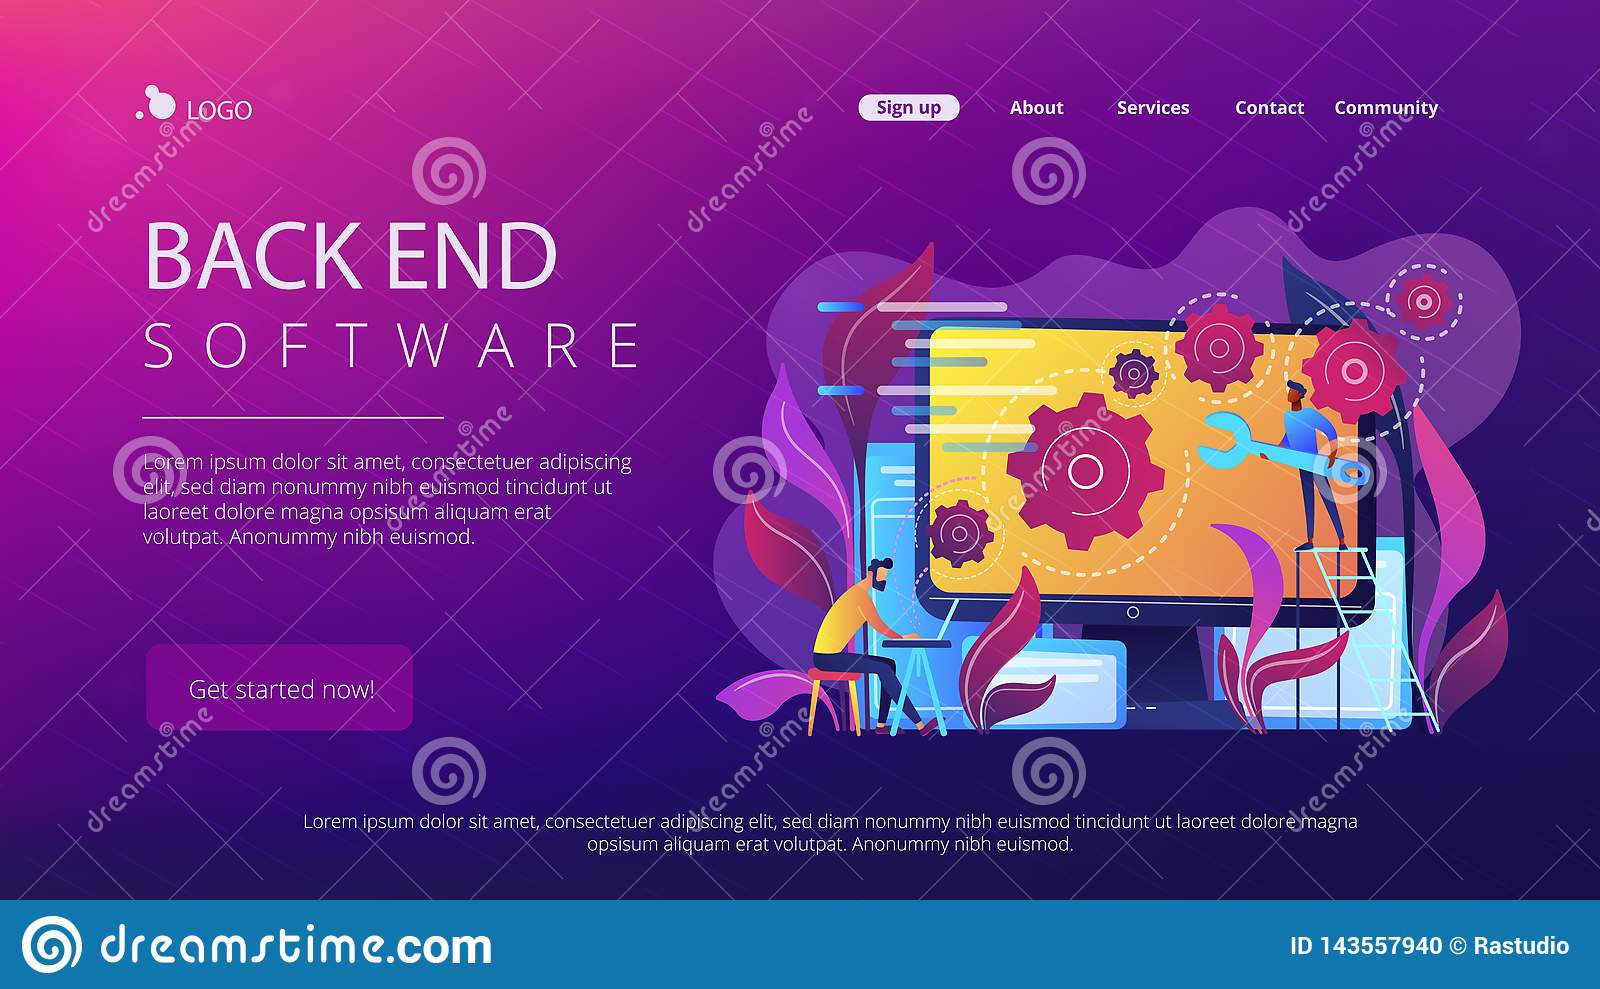 LOGO
Sign up About Services Contact Community
BACK END
SOFTWARE
Lorem ipsum dolor sit amet, consectetuer adipiscing
elit, sed diam nonummy nibh euismod tincidunt ut
laoreet dolore magna opsisum aliquam erat
volutpat. Anonummy nibh euismod.
Get started now!
Lorem ipsum dolor sit amet, consectetuer adipiscing elit, sed diam nonummy nibh euismod tincidunt ut laoreet dolore magna
opsisum aliquam erat volutpat. Anonummy nibh euismod.
dreamstime.com
ID 143557940 © Rastudio